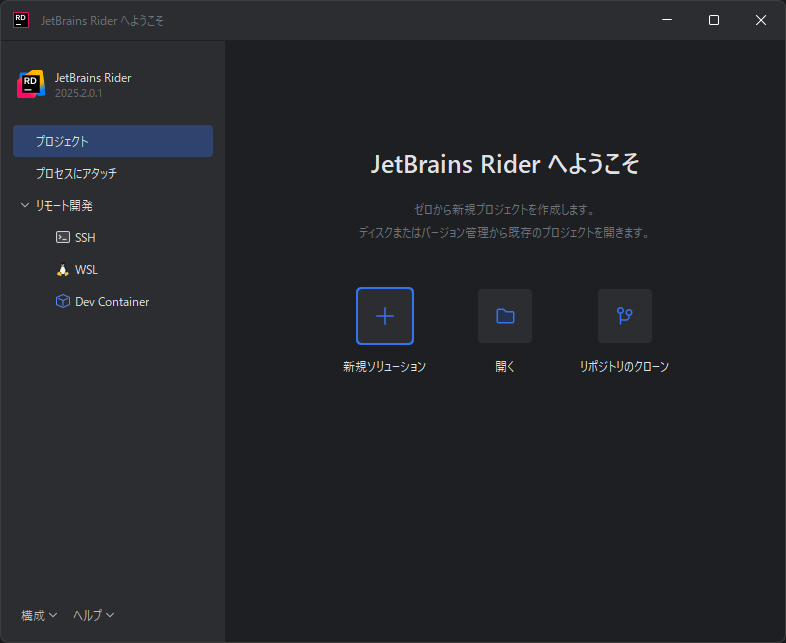 RD JetBrains Rider へようこそ
RD JetBrains Rider
2025.2.0.1
プロジェクト
プロセスにアタッチ
リモート開発
SSH
WSL
Dev Container
JetBrains Rider へようこそ
ゼロから新規プロジェクトを作成します。
ディスクまたはバージョン管理から既存のプロジェクトを開きます。
新規ソリューション
開く
リポジトリのクローン
構成
ヘルプ